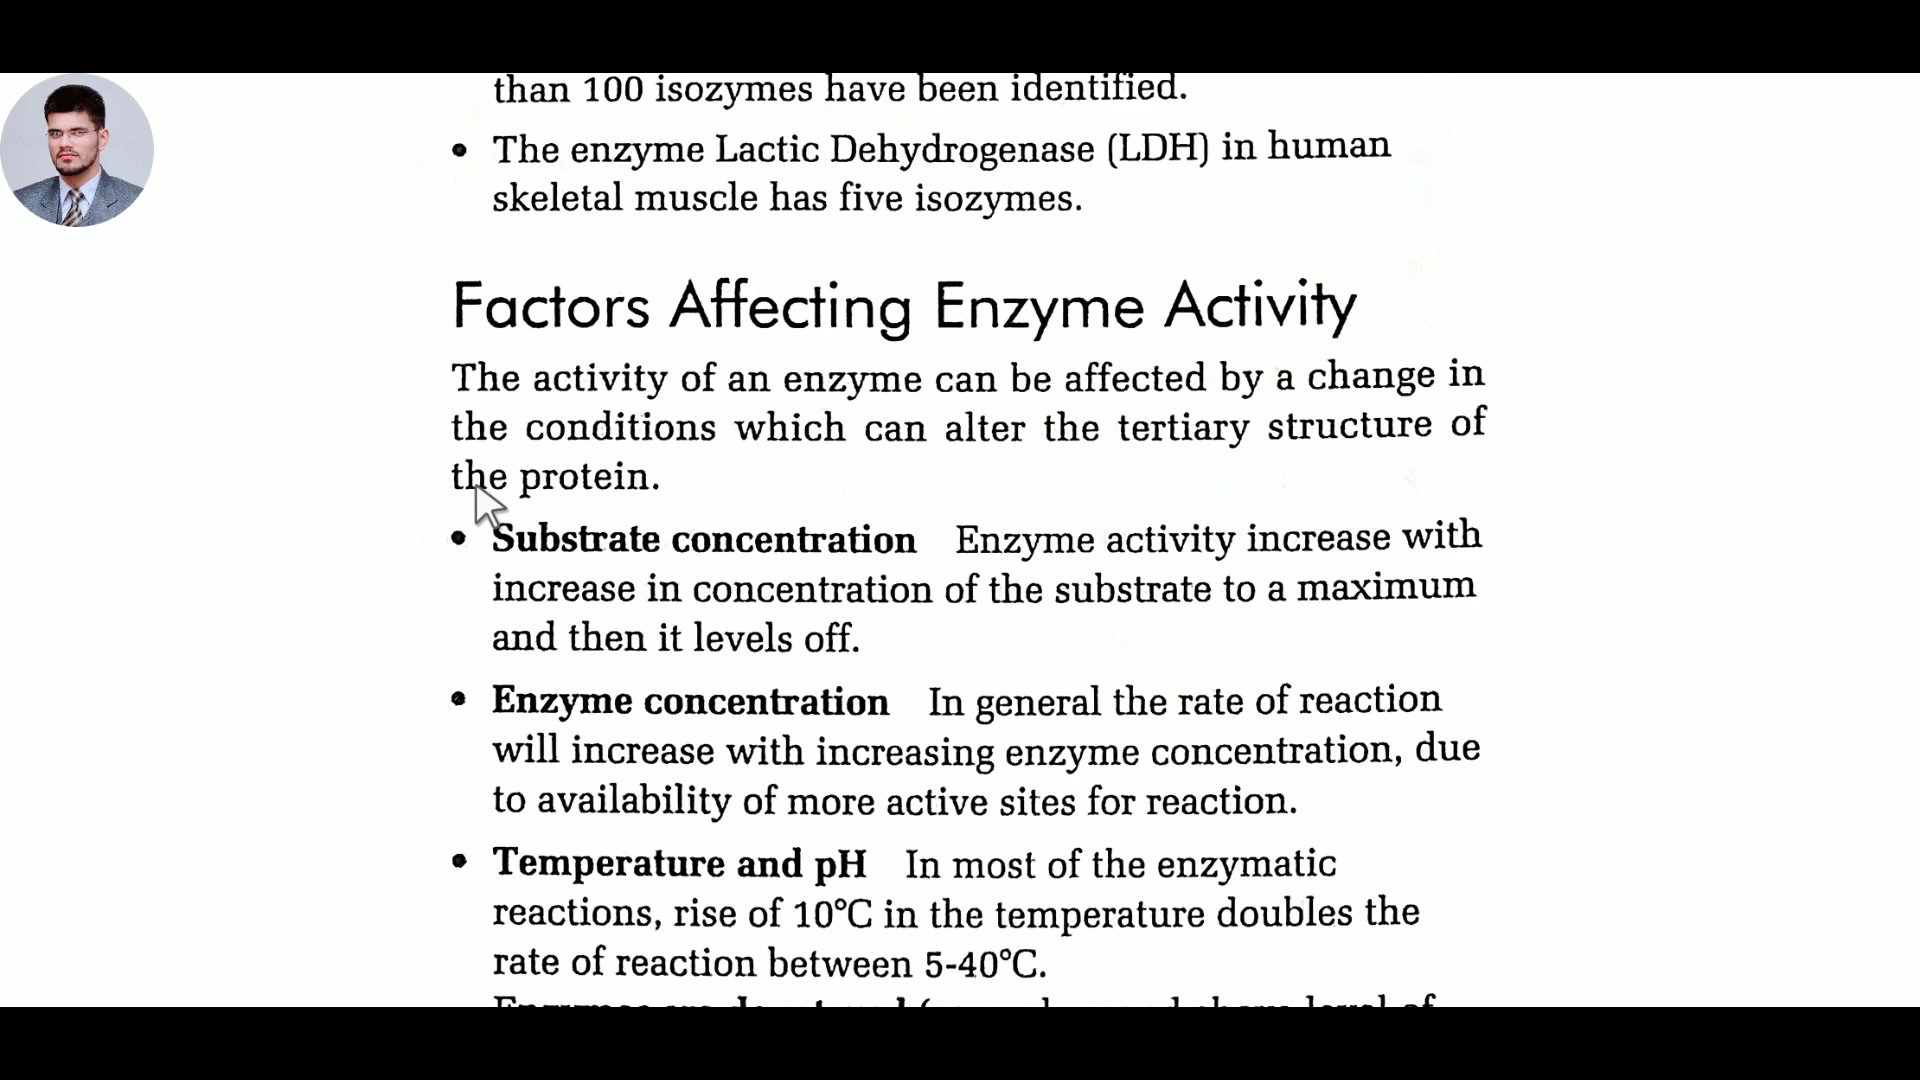 than 100 isozymes have been identified.
• The enzyme Lactic Dehydrogenase (LDH) in human
skeletal muscle has five isozymes.
Factors Affecting Enzyme Activity
The activity of an enzyme can be affected by a change in
the conditions which can alter the tertiary structure of
the protein.
• Substrate concentration Enzyme activity increase with
increase in concentration of the substrate to a maximum
and then it levels off.
• Enzyme concentration In general the rate of reaction
will increase with increasing enzyme concentration, due
to availability of more active sites for reaction.
• Temperature and pH In most of the enzymatic
reactions, rise of 10°C in the temperature doubles the
rate of reaction between 5-40°C.